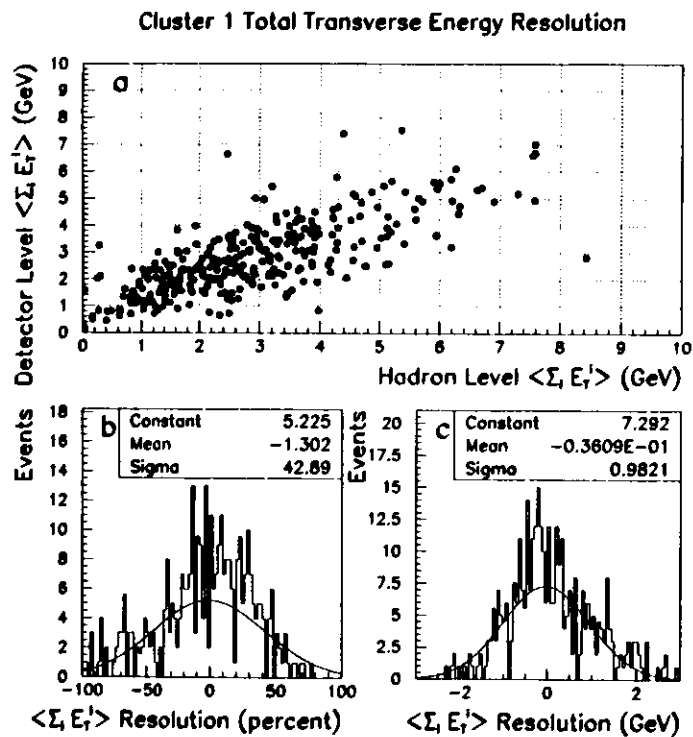 Cluster 1 Total Transverse Energy Resolution
Detector Level <Σ, E_T^i> (GeV)
a
10
9
8
7
6
5
4
3
2
1
0
0 1 2 3 4 5 6 7 8 9 10
Hadron Level <Σ, E_T^i> (GeV)
Events
b
18
16
14
12
10
8
6
4
2
0
Constant 5.225
Mean -1.302
Sigma 42.89
-100 -50 0 50 100
<Σ, E_T^i> Resolution (percent)
Events
c
20
17.5
15
12.5
10
7.5
5
2.5
0
Constant 7.292
Mean -0.3609E-01
Sigma 0.9821
-2 0 2
<Σ, E_T^i> Resolution (GeV)